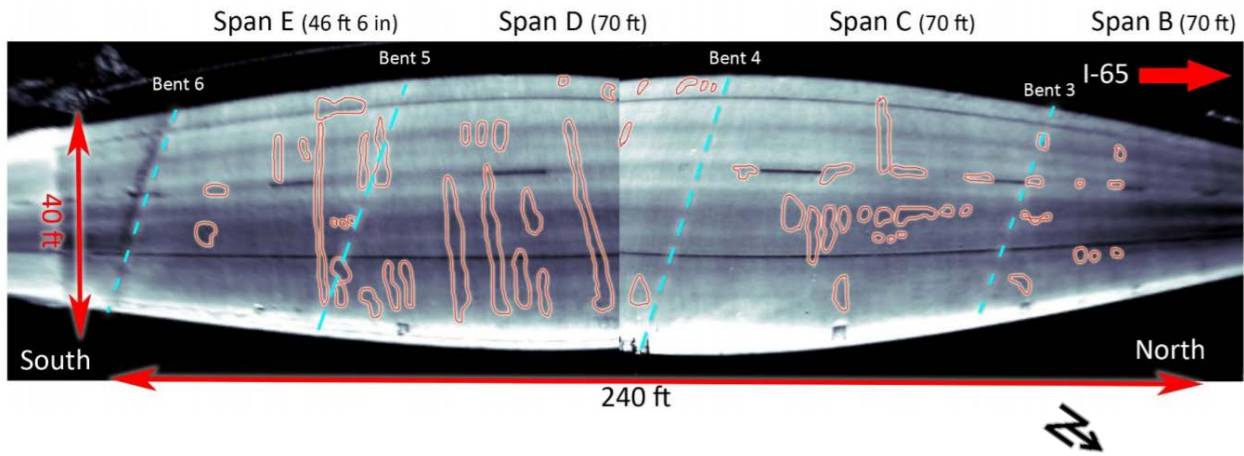 Span E (46 ft 6 in) Span D (70 ft) Span C (70 ft) Span B (70 ft)
Bent 6
Bent 5
Bent 4
Bent 3
I-65
40 ft
South
North
240 ft
N